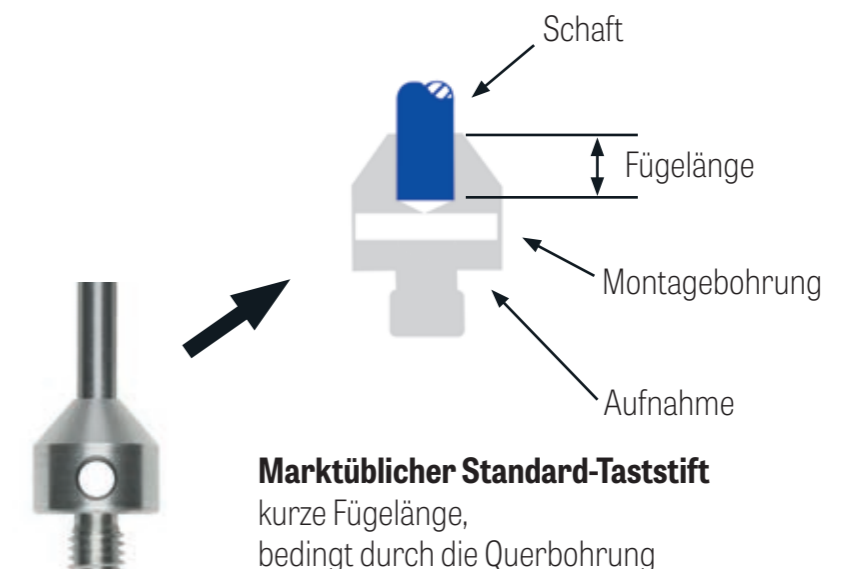 Schaft
Fügelänge
Montagebohrung
Aufnahme
Marktüblicher Standard-Taststift
kurze Fügelänge,
bedingt durch die Querbohrung